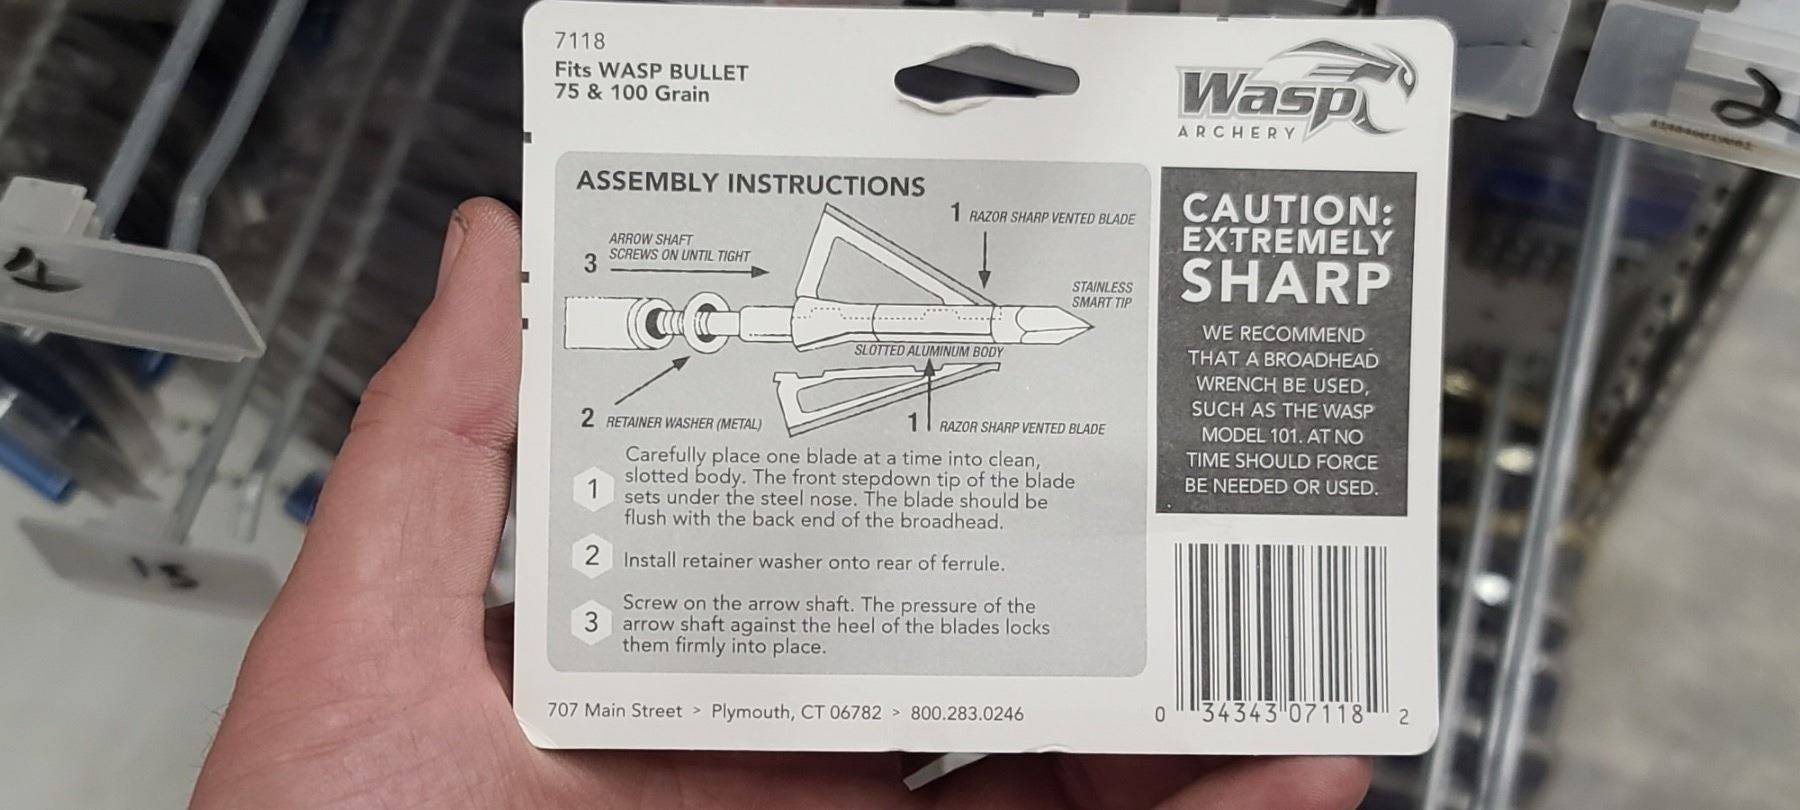 7118
Fits WASP BULLET
75 & 100 Grain
Wasp
ARCHERY
ASSEMBLY INSTRUCTIONS
1 RAZOR SHARP VENTED BLADE
ARROW SHAFT
3 SCREWS ON UNTIL TIGHT
STAINLESS
SMART TIP
SLOTTED ALUMINUM BODY
2 RETAINER WASHER (METAL)
1 RAZOR SHARP VENTED BLADE
1
Carefully place one blade at a time into clean,
slotted body. The front stepdown tip of the blade
sets under the steel nose. The blade should be
flush with the back end of the broadhead.
2 Install retainer washer onto rear of ferrule.
3
Screw on the arrow shaft. The pressure of the
arrow shaft against the heel of the blades locks
them firmly into place.
CAUTION:
EXTREMELY
SHARP
WE RECOMMEND
THAT A BROADHEAD
WRENCH BE USED,
SUCH AS THE WASP
MODEL 101. AT NO
TIME SHOULD FORCE
BE NEEDED OR USED.
707 Main Street > Plymouth, CT 06782 > 800.283.0246
0 34343 07118 2
15
2